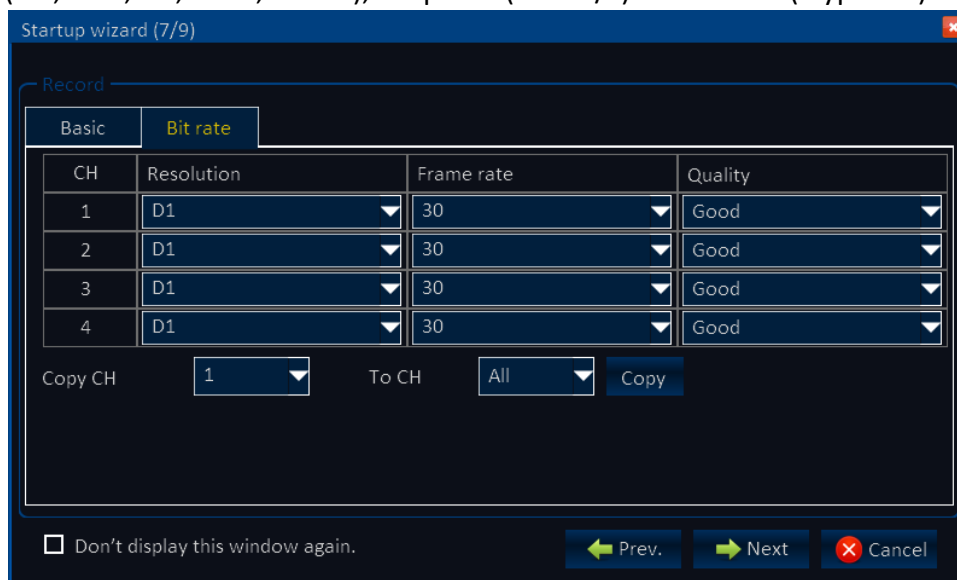 Startup wizard (7/9)
Record
Basic Bit rate
CH Resolution Frame rate Quality
1 D1 30 Good
2 D1 30 Good
3 D1 30 Good
4 D1 30 Good
Copy CH 1 To CH All Copy
Don't display this window again. Prev. Next Cancel